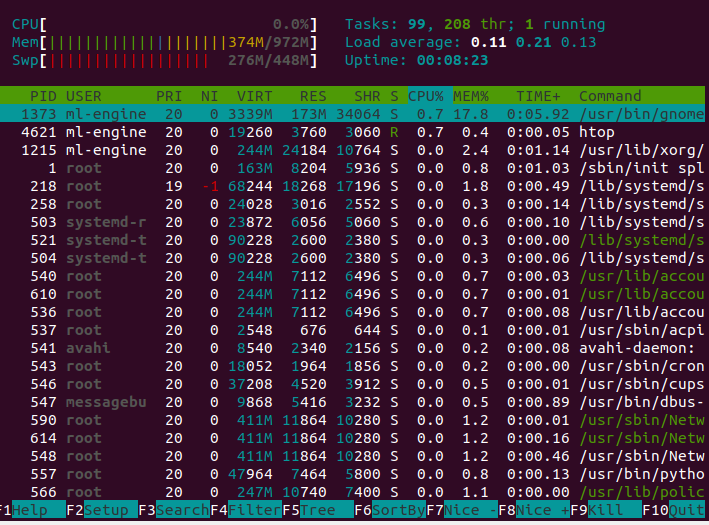 CPU[ 0.0%] Tasks: 99, 208 thr; 1 running
Mem[||||||||||||||||||||||374M/972M] Load average: 0.11 0.21 0.13
Swp[|||||||||||||||||||| 276M/448M] Uptime: 00:08:23
PID USER PRI NI VIRT RES SHR S CPU% MEM% TIME+ Command
1373 ml-engine 20 0 3339M 173M 34064 S 0.7 17.8 0:05.92 /usr/bin/gnome
4621 ml-engine 20 0 19260 3760 3060 R 0.7 0.4 0:00.05 htop
1215 ml-engine 20 0 244M 24184 10764 S 0.0 2.4 0:01.14 /usr/lib/xorg/
1 root 20 0 163M 8204 5936 S 0.0 0.8 0:01.03 /sbin/init spl
218 root 19 -1 68244 18268 17196 S 0.0 1.8 0:00.49 /lib/systemd/s
258 root 20 0 24028 3016 2552 S 0.0 0.3 0:00.14 /lib/systemd/s
503 systemd-r 20 0 23872 6056 5060 S 0.0 0.6 0:00.10 /lib/systemd/s
521 systemd-t 20 0 90228 2600 2380 S 0.0 0.3 0:00.00 /lib/systemd/s
504 systemd-t 20 0 90228 2600 2380 S 0.0 0.3 0:00.06 /lib/systemd/s
540 root 20 0 244M 7112 6496 S 0.0 0.7 0:00.03 /usr/lib/accou
610 root 20 0 244M 7112 6496 S 0.0 0.7 0:00.01 /usr/lib/accou
536 root 20 0 244M 7112 6496 S 0.0 0.7 0:00.08 /usr/lib/accou
537 root 20 0 2548 676 644 S 0.0 0.1 0:00.01 /usr/sbin/acpi
541 avahi 20 0 8540 2340 2156 S 0.0 0.2 0:00.08 avahi-daemon:
543 root 20 0 18052 1964 1856 S 0.0 0.2 0:00.00 /usr/sbin/cron
546 root 20 0 37208 4520 3912 S 0.0 0.5 0:00.01 /usr/sbin/cups
547 messagebu 20 0 9868 5416 3232 S 0.0 0.5 0:00.89 /usr/bin/dbus-
590 root 20 0 411M 11864 10280 S 0.0 1.2 0:00.01 /usr/sbin/Netw
614 root 20 0 411M 11864 10280 S 0.0 1.2 0:00.16 /usr/sbin/Netw
548 root 20 0 411M 11864 10280 S 0.0 1.2 0:00.46 /usr/sbin/Netw
557 root 20 0 47964 7464 5800 S 0.0 0.8 0:00.13 /usr/bin/pytho
566 root 20 0 247M 10740 7400 S 0.0 1.1 0:00.00 /usr/lib/polic
F1Help F2Setup F3SearchF4FilterF5Tree F6SortByF7Nice -F8Nice +F9Kill F10Quit